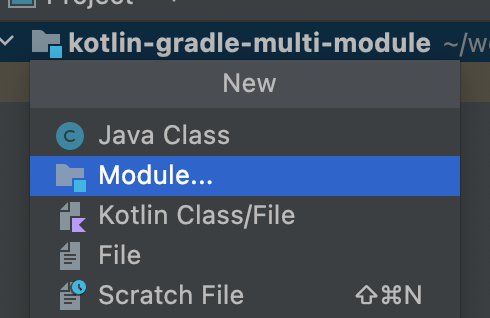 Project
kotlin-gradle-multi-module ~/w
New
Java Class
Module...
Kotlin Class/File
File
Scratch File ⇧⌘N